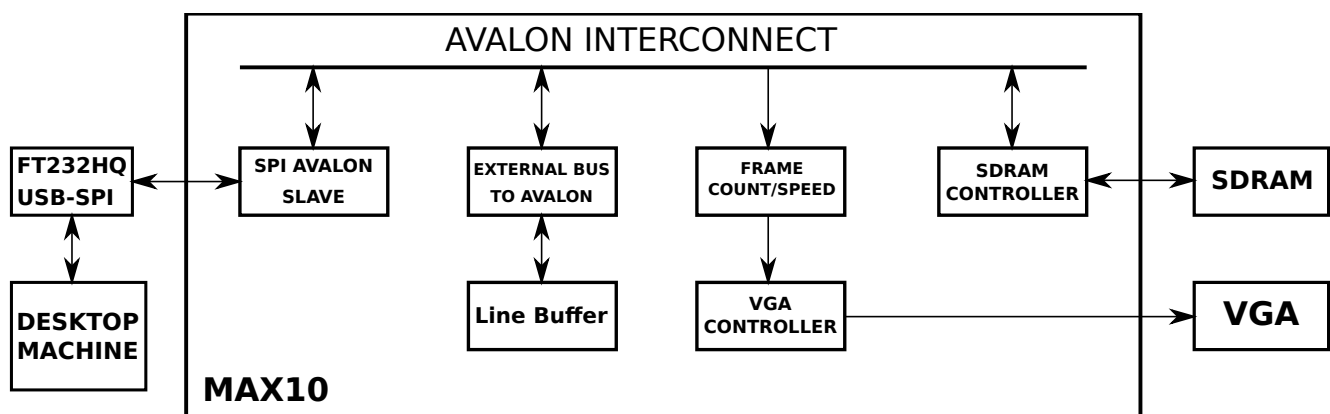 AVALON INTERCONNECT
FT232HQ
USB-SPI
SPI AVALON
SLAVE
EXTERNAL BUS
TO AVALON
FRAME
COUNT/SPEED
SDRAM
CONTROLLER
SDRAM
DESKTOP
MACHINE
Line Buffer
VGA
CONTROLLER
VGA
MAX10